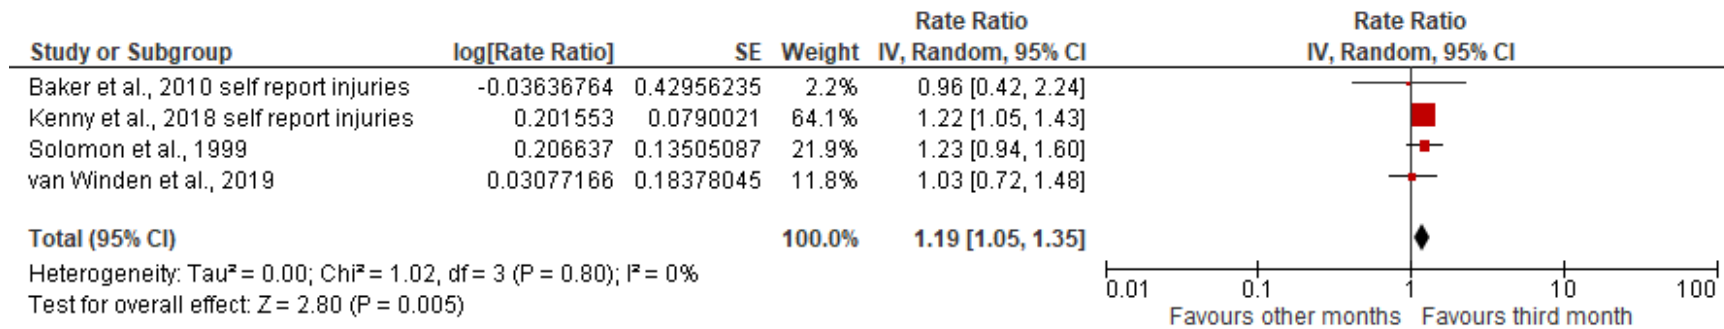 Rate Ratio Rate Ratio
Study or Subgroup log[Rate Ratio] SE Weight IV, Random, 95% CI IV, Random, 95% CI
Baker et al., 2010 self report injuries -0.03636764 0.42956235 2.2% 0.96 [0.42, 2.24]
Kenny et al., 2018 self report injuries 0.201553 0.0790021 64.1% 1.22 [1.05, 1.43]
Solomon et al., 1999 0.206637 0.13505087 21.9% 1.23 [0.94, 1.60]
van Winden et al., 2019 0.03077166 0.18378045 11.8% 1.03 [0.72, 1.48]
Total (95% CI) 100.0% 1.19 [1.05, 1.35]
Heterogeneity: Tau² = 0.00; Chi² = 1.02, df = 3 (P = 0.80); I² = 0%
Test for overall effect: Z = 2.80 (P = 0.005)
0.01 0.1 1 10 100
Favours other months Favours third month